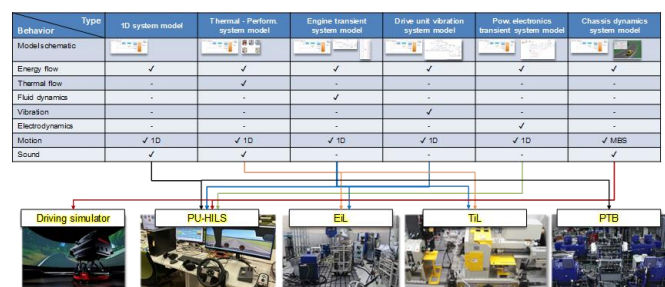 Type
Behavior
1D system model
Thermal - Perform. system model
Engine transient system model
Drive unit vibration system model
Pow. electronics transient system model
Chassis dynamics system model
Model schematic
Energy flow ✓ ✓ ✓ ✓ ✓ ✓
Thermal flow - ✓ - - - -
Fluid dynamics - - ✓ - - -
Vibration - - - ✓ - -
Electrodynamics - - - - ✓ -
Motion ✓ 1D ✓ 1D ✓ 1D ✓ 1D ✓ 1D ✓ MBS
Sound ✓ ✓ - - - ✓
Driving simulator PU-HILS EiL TiL PTB